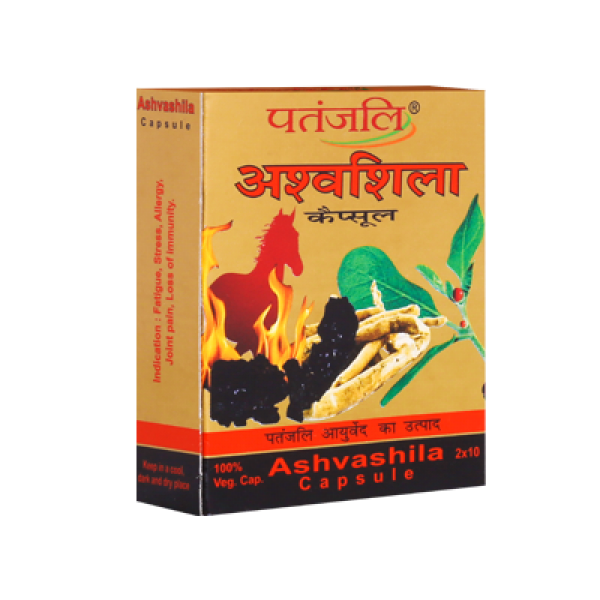 Ashvashila
Capsule
Indication : Fatigue, Stress, Allergy,
Joint pain, Loss of immunity.
Keep in a cool,
dark and dry place
पतंजलि®
अश्वशिला
कैप्सूल
पतंजलि आयुर्वेद का उत्पाद
100%
Veg. Cap.
Ashvashila
Capsule
2x10